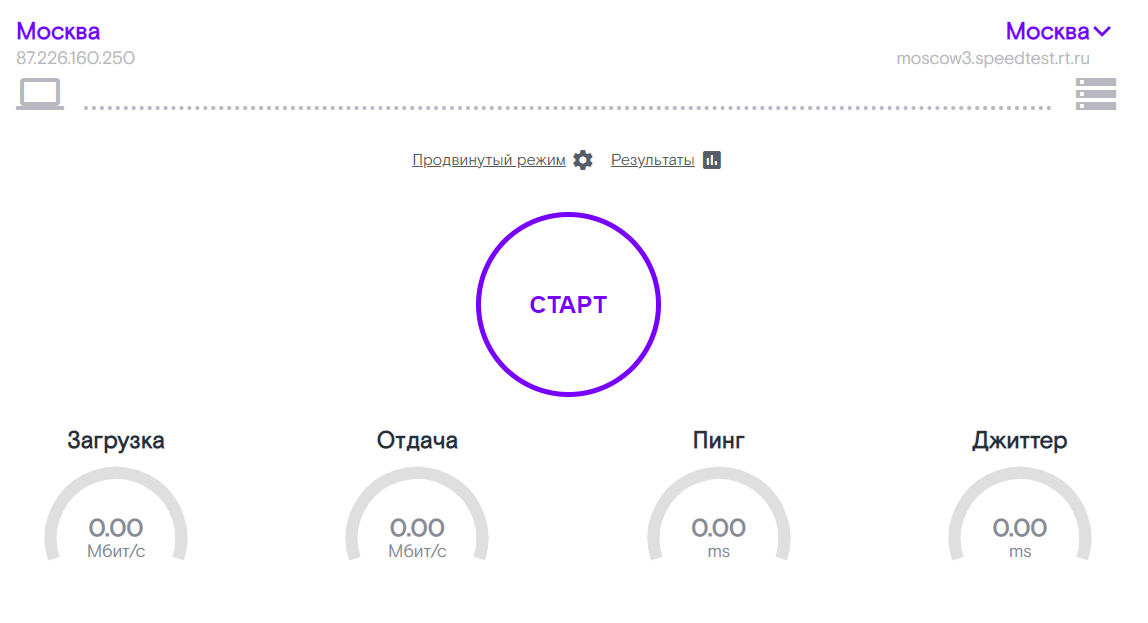 Москва
87.226.160.250
Москва
moscow3.speedtest.rt.ru
Продвинутый режим Результаты
СТАРТ
Загрузка Отдача Пинг Джиттер
0.00 0.00 0.00 0.00
Мбит/с Мбит/с ms ms